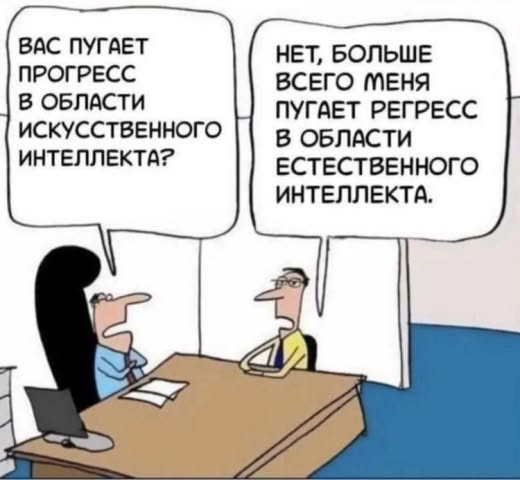 ВАС ПУГАЕТ
ПРОГРЕСС
В ОБЛАСТИ
ИСКУССТВЕННОГО
ИНТЕЛЛЕКТА?
НЕТ, БОЛЬШЕ
ВСЕГО МЕНЯ
ПУГАЕТ РЕГРЕСС
В ОБЛАСТИ
ЕСТЕСТВЕННОГО
ИНТЕЛЛЕКТА.